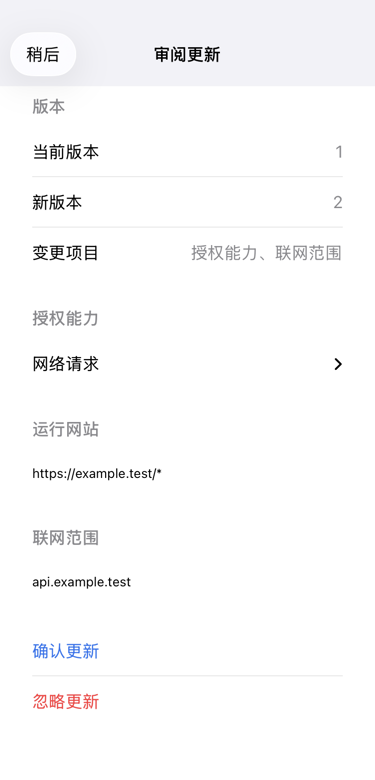 稍后
审阅更新
版本
当前版本 1
新版本 2
变更项目 授权能力、联网范围
授权能力
网络请求
运行网站
https://example.test/*
联网范围
api.example.test
确认更新
忽略更新